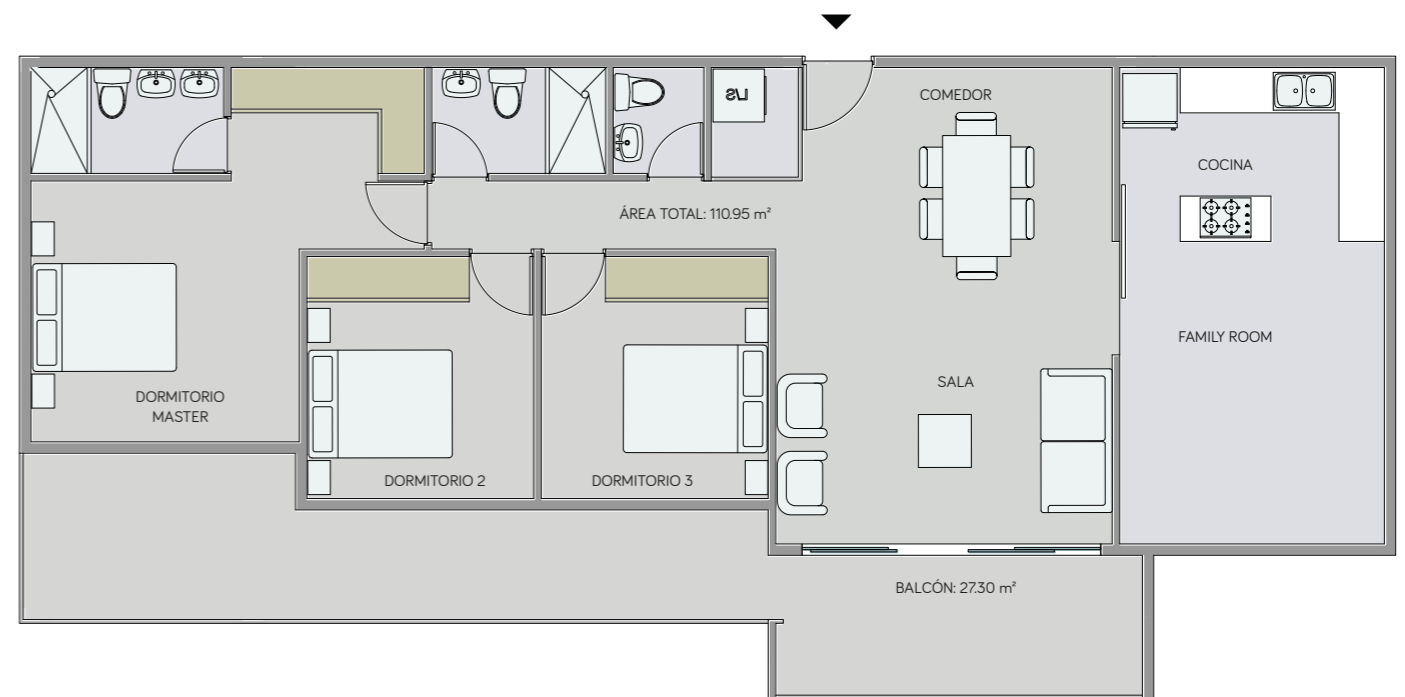 COMEDOR
L/S
COCINA
ÁREA TOTAL: 110.95 m²
FAMILY ROOM
SALA
DORMITORIO
MASTER
DORMITORIO 2
DORMITORIO 3
BALCÓN: 27.30 m²